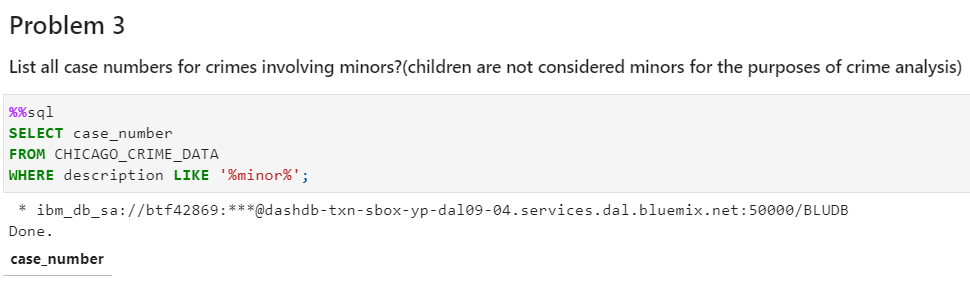 Problem 3
List all case numbers for crimes involving minors?(children are not considered minors for the purposes of crime analysis)
%%sql
SELECT case_number
FROM CHICAGO_CRIME_DATA
WHERE description LIKE '%minor%';
* ibm_db_sa://btf42869:***@dashdb-txn-sbox-yp-dal09-04.services.dal.bluemix.net:50000/BLUDB
Done.
case_number